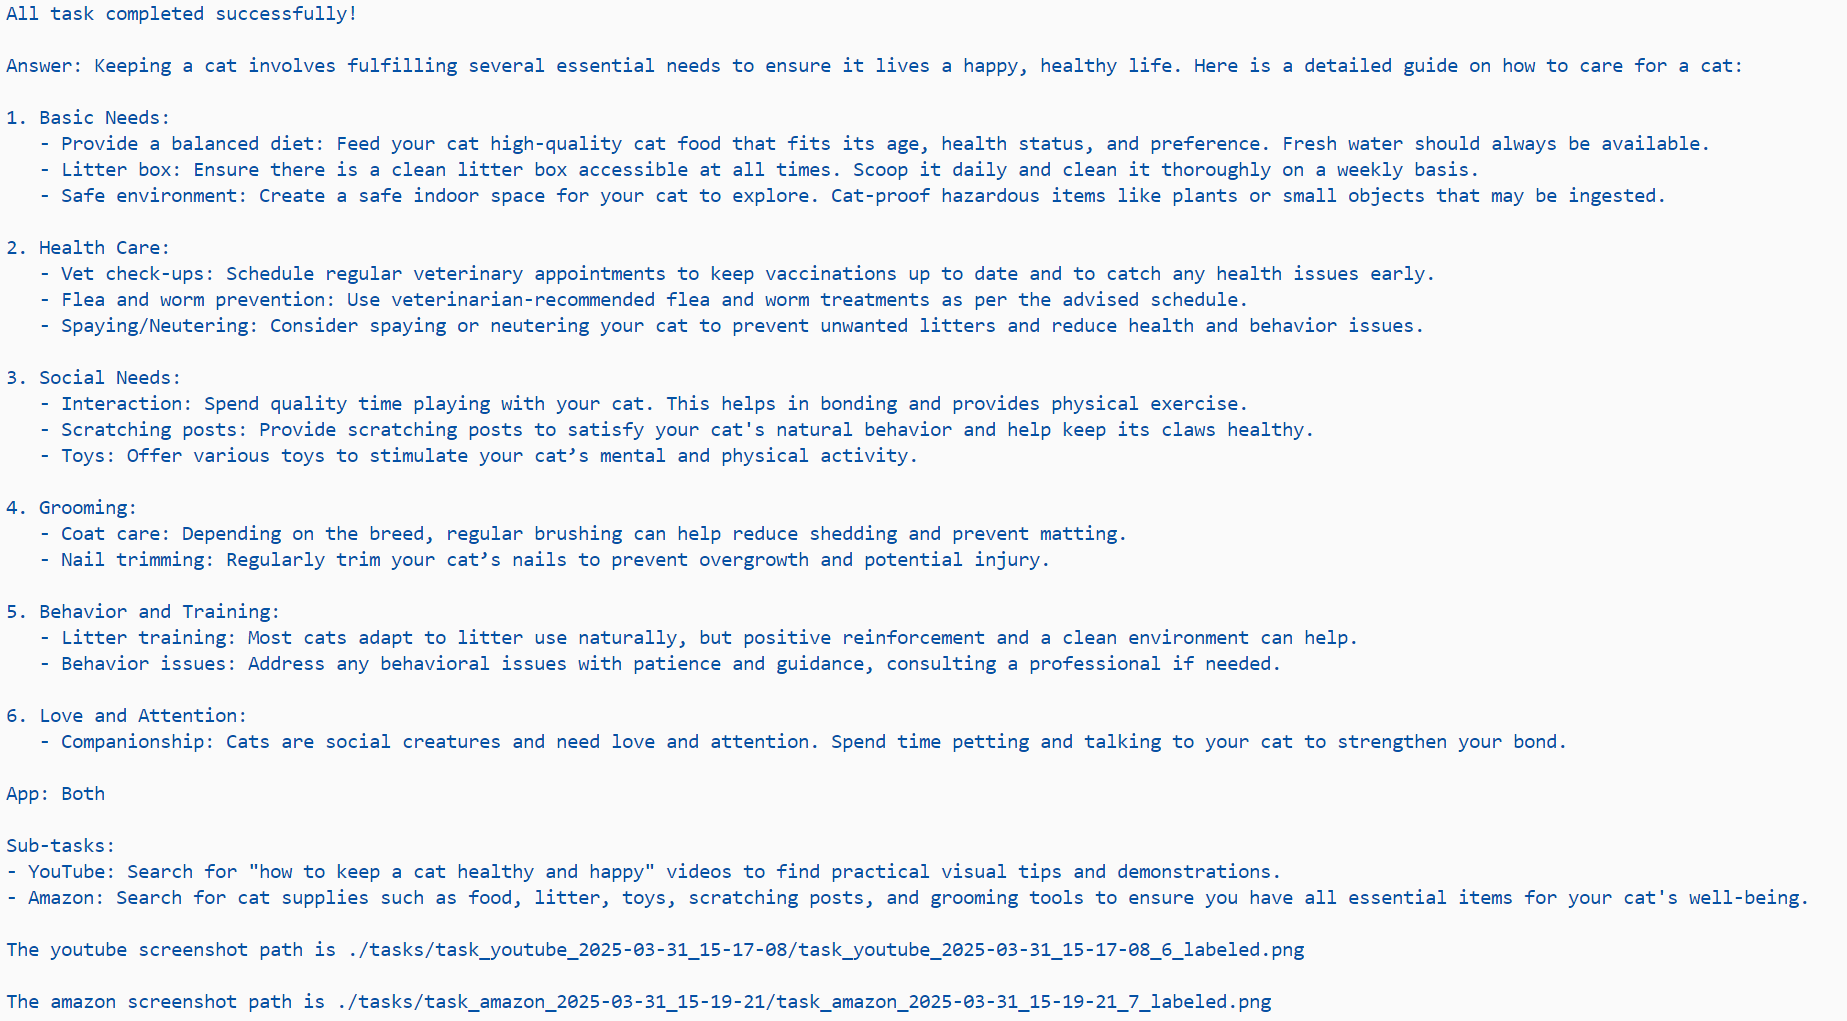 All task completed successfully!
Answer: Keeping a cat involves fulfilling several essential needs to ensure it lives a happy, healthy life. Here is a detailed guide on how to care for a cat:
1. Basic Needs:
- Provide a balanced diet: Feed your cat high-quality cat food that fits its age, health status, and preference. Fresh water should always be available.
- Litter box: Ensure there is a clean litter box accessible at all times. Scoop it daily and clean it thoroughly on a weekly basis.
- Safe environment: Create a safe indoor space for your cat to explore. Cat-proof hazardous items like plants or small objects that may be ingested.
2. Health Care:
- Vet check-ups: Schedule regular veterinary appointments to keep vaccinations up to date and to catch any health issues early.
- Flea and worm prevention: Use veterinarian-recommended flea and worm treatments as per the advised schedule.
- Spaying/Neutering: Consider spaying or neutering your cat to prevent unwanted litters and reduce health and behavior issues.
3. Social Needs:
- Interaction: Spend quality time playing with your cat. This helps in bonding and provides physical exercise.
- Scratching posts: Provide scratching posts to satisfy your cat's natural behavior and help keep its claws healthy.
- Toys: Offer various toys to stimulate your cat’s mental and physical activity.
4. Grooming:
- Coat care: Depending on the breed, regular brushing can help reduce shedding and prevent matting.
- Nail trimming: Regularly trim your cat’s nails to prevent overgrowth and potential injury.
5. Behavior and Training:
- Litter training: Most cats adapt to litter use naturally, but positive reinforcement and a clean environment can help.
- Behavior issues: Address any behavioral issues with patience and guidance, consulting a professional if needed.
6. Love and Attention:
- Companionship: Cats are social creatures and need love and attention. Spend time petting and talking to your cat to strengthen your bond.
App: Both
Sub-tasks:
- YouTube: Search for "how to keep a cat healthy and happy" videos to find practical visual tips and demonstrations.
- Amazon: Search for cat supplies such as food, litter, toys, scratching posts, and grooming tools to ensure you have all essential items for your cat's well-being.
The youtube screenshot path is ./tasks/task_youtube_2025-03-31_15-17-08/task_youtube_2025-03-31_15-17-08_6_labeled.png
The amazon screenshot path is ./tasks/task_amazon_2025-03-31_15-19-21/task_amazon_2025-03-31_15-19-21_7_labeled.png